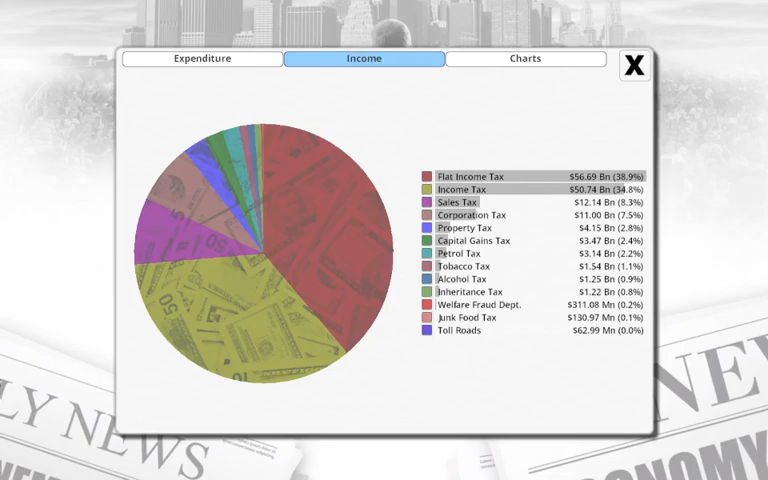 Expenditure
Income
Charts
X
Flat Income Tax $56.69 Bn (38.9%)
Income Tax $50.74 Bn (34.8%)
Sales Tax $12.14 Bn (8.3%)
Corporation Tax $11.00 Bn (7.5%)
Property Tax $4.15 Bn (2.8%)
Capital Gains Tax $3.47 Bn (2.4%)
Petrol Tax $3.14 Bn (2.2%)
Tobacco Tax $1.54 Bn (1.1%)
Alcohol Tax $1.25 Bn (0.9%)
Inheritance Tax $1.22 Bn (0.8%)
Welfare Fraud Dept. $311.08 Mn (0.2%)
Junk Food Tax $130.97 Mn (0.1%)
Toll Roads $62.99 Mn (0.0%)
LY NEWS
NEW
ONOMY